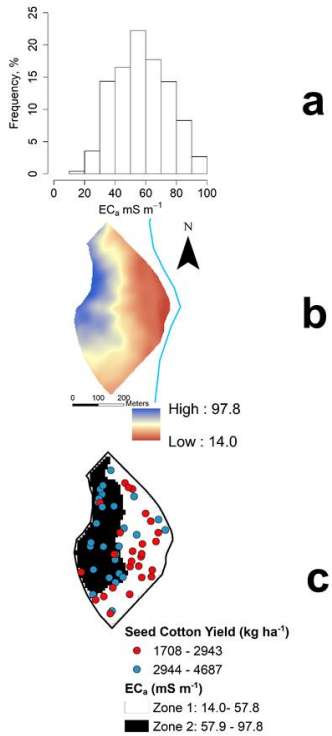 25
20
15
10
5
0
Frequency, %
0 20 40 60 80 100
ECa mS m⁻¹
a
N
b
0 100 200
Meters
High : 97.8
Low : 14.0
c
Seed Cotton Yield (kg ha⁻¹)
1708 - 2943
2944 - 4687
ECa (mS m⁻¹)
Zone 1: 14.0- 57.8
Zone 2: 57.9 - 97.8